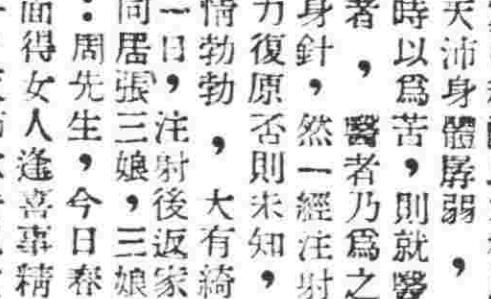 天沛身體孱弱，
時以爲苦，則就醫
者，醫者乃爲之
身針，然一經注射
力復原否則未知，
情勃勃，大有綺
一日，注射後返家
同居張三娘，三娘
：周先生，今日春
面得女人逢喜事精